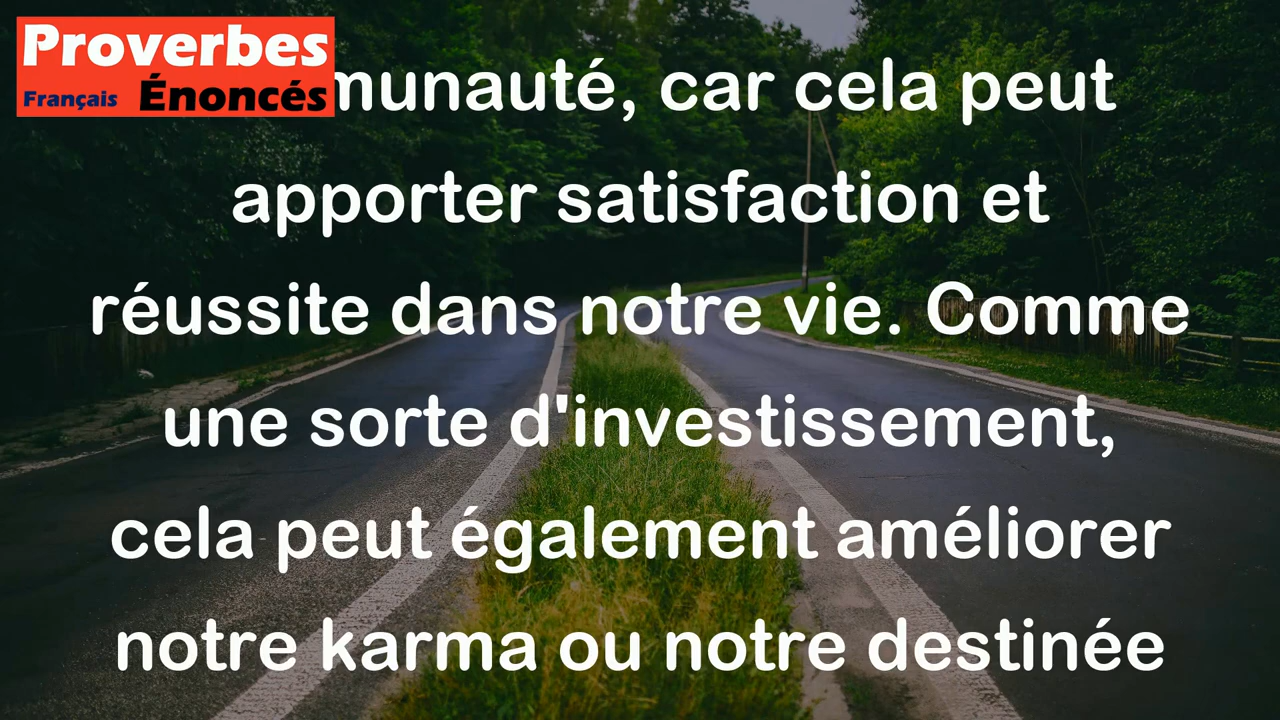 Proverbes
Français Énoncés
munauté, car cela peut
apporter satisfaction et
réussite dans notre vie. Comme
une sorte d'investissement,
cela peut également améliorer
notre karma ou notre destinée